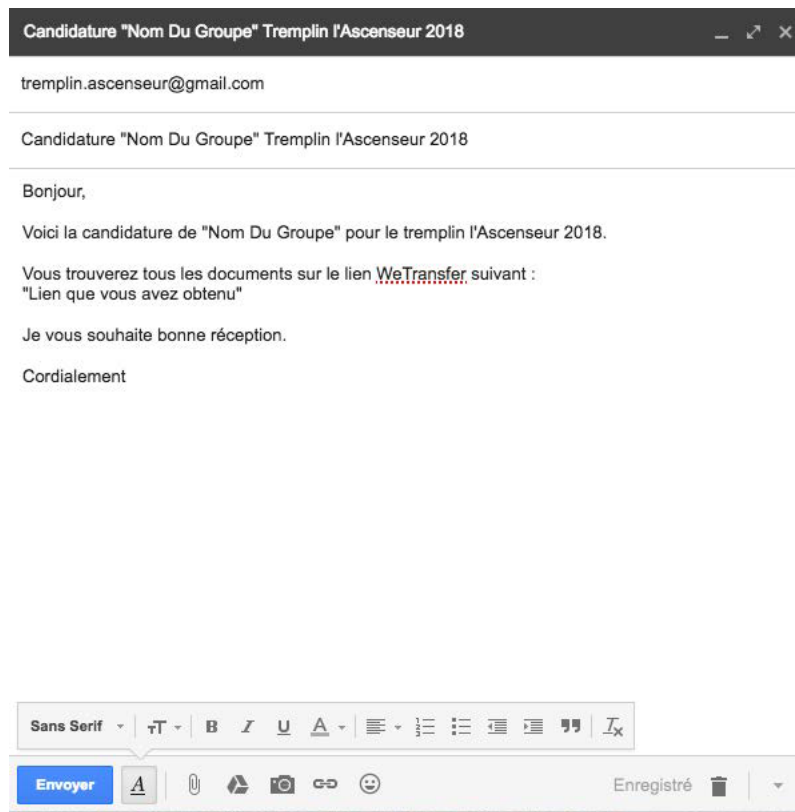 Candidature "Nom Du Groupe" Tremplin l'Ascenseur 2018
tremplin.ascenseur@gmail.com
Candidature "Nom Du Groupe" Tremplin l'Ascenseur 2018
Bonjour,
Voici la candidature de "Nom Du Groupe" pour le tremplin l'Ascenseur 2018.
Vous trouverez tous les documents sur le lien WeTransfer suivant :
"Lien que vous avez obtenu"
Je vous souhaite bonne réception.
Cordialement
Sans Serif
Envoyer
Enregistré